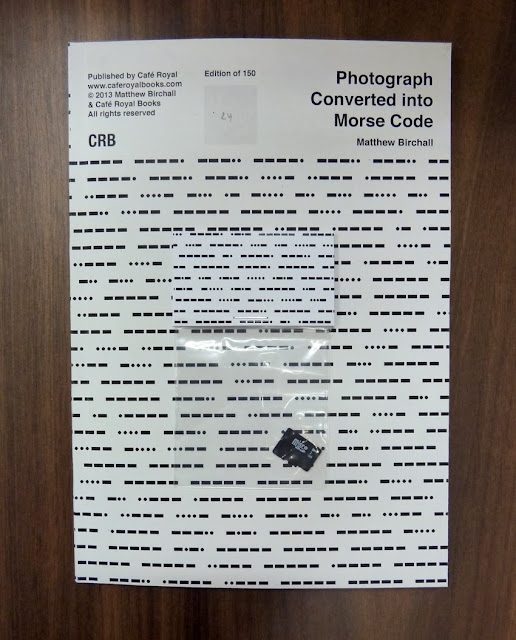 Published by Café Royal
www.caferoyalbooks.com
© 2013 Matthew Birchall
& Café Royal Books
All rights reserved
CRB
Edition of 150
24
Photograph
Converted into
Morse Code
Matthew Birchall